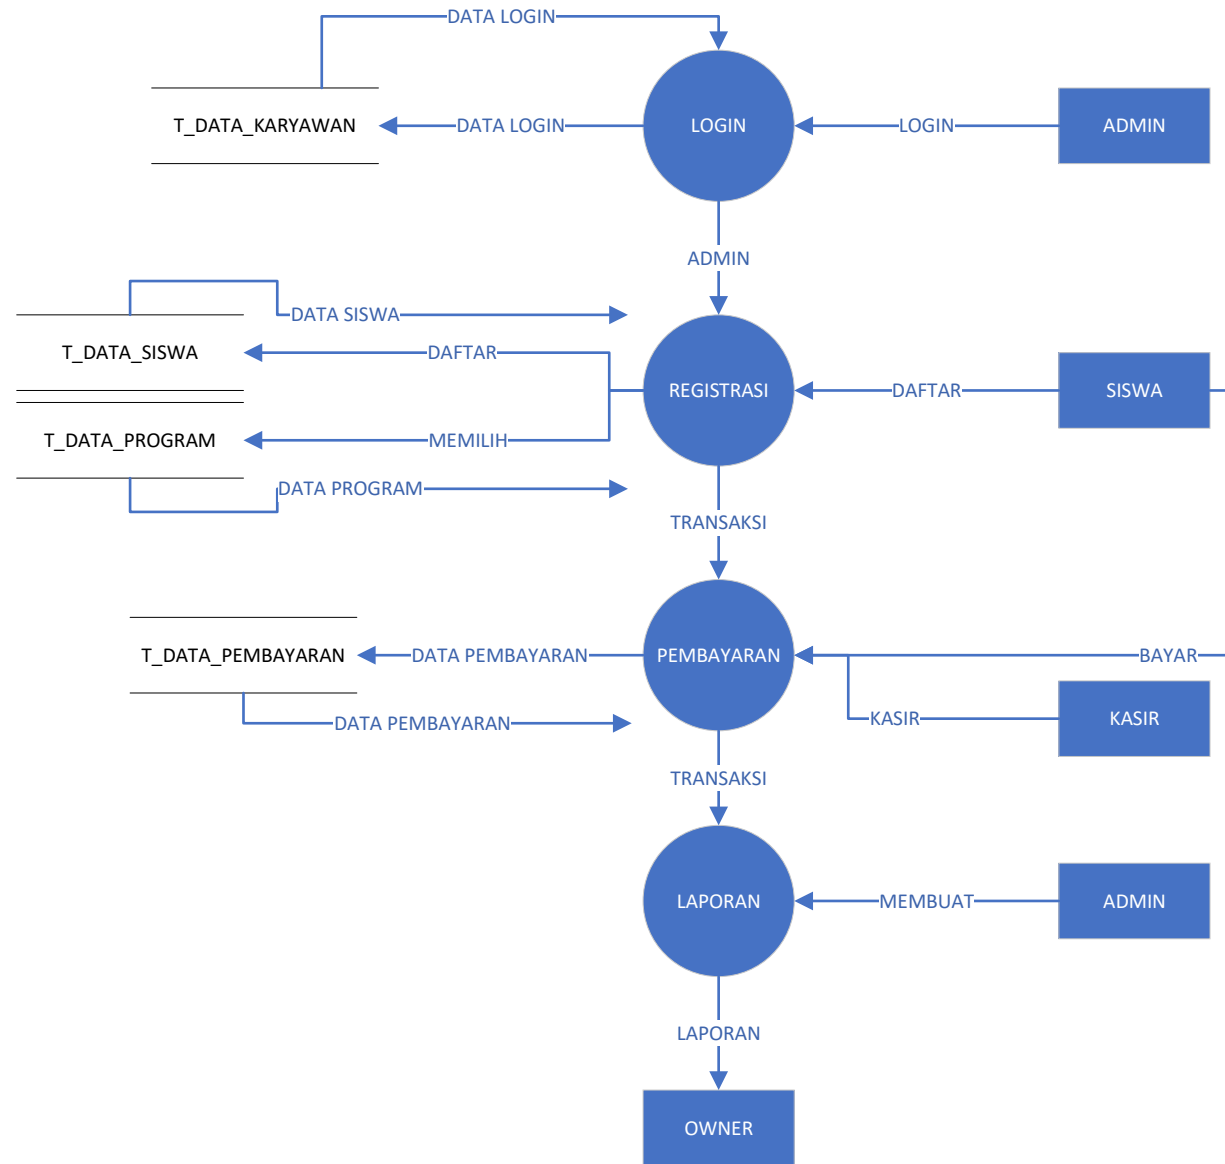 DATA LOGIN
T_DATA_KARYAWAN
DATA LOGIN
LOGIN
LOGIN
ADMIN
ADMIN
DATA SISWA
T_DATA_SISWA
DAFTAR
REGISTRASI
DAFTAR
SISWA
T_DATA_PROGRAM
MEMILIH
DATA PROGRAM
TRANSAKSI
T_DATA_PEMBAYARAN
DATA PEMBAYARAN
PEMBAYARAN
BAYAR
DATA PEMBAYARAN
KASIR
KASIR
TRANSAKSI
LAPORAN
MEMBUAT
ADMIN
LAPORAN
OWNER